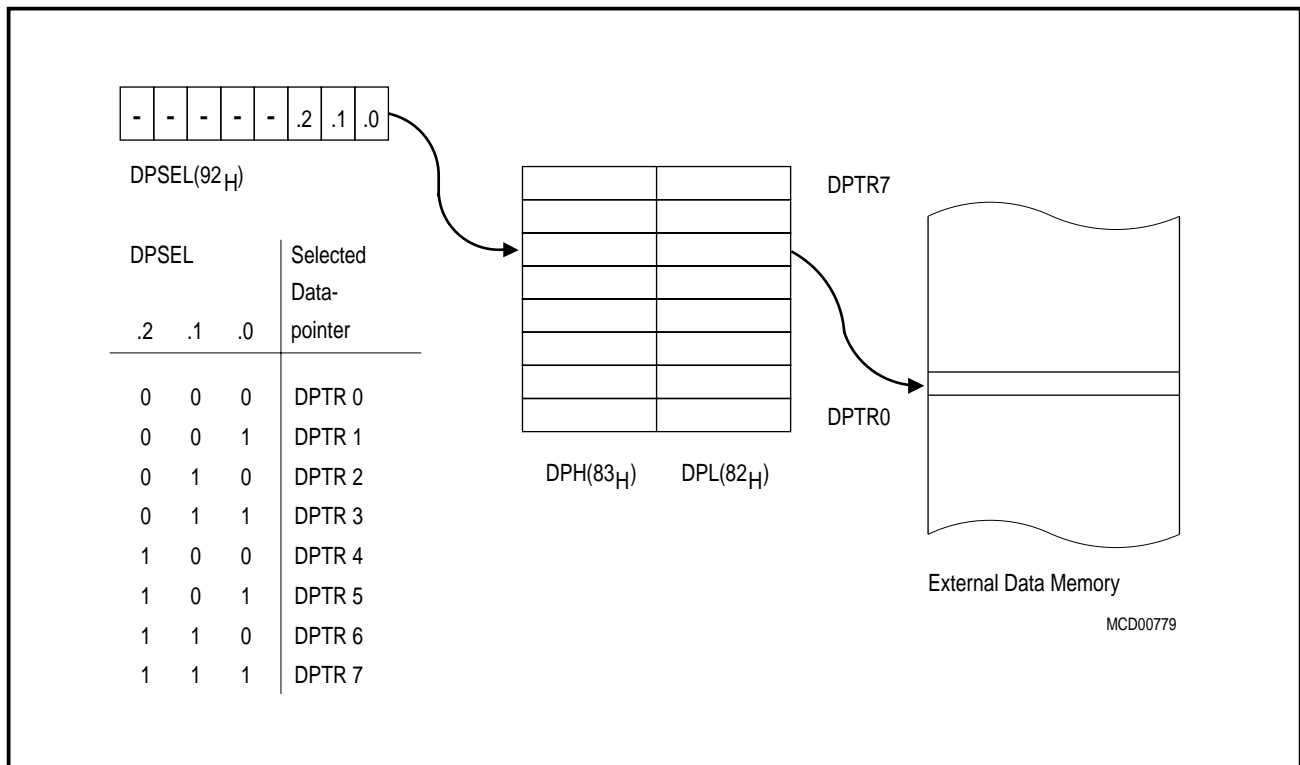 - - - - - .2 .1 .0
DPSEL(92H)
DPSEL Selected
Data-
.2 .1 .0 pointer
0 0 0 DPTR 0
0 0 1 DPTR 1
0 1 0 DPTR 2
0 1 1 DPTR 3
1 0 0 DPTR 4
1 0 1 DPTR 5
1 1 0 DPTR 6
1 1 1 DPTR 7
DPTR7
DPTR0
DPH(83H) DPL(82H)
External Data Memory
MCD00779